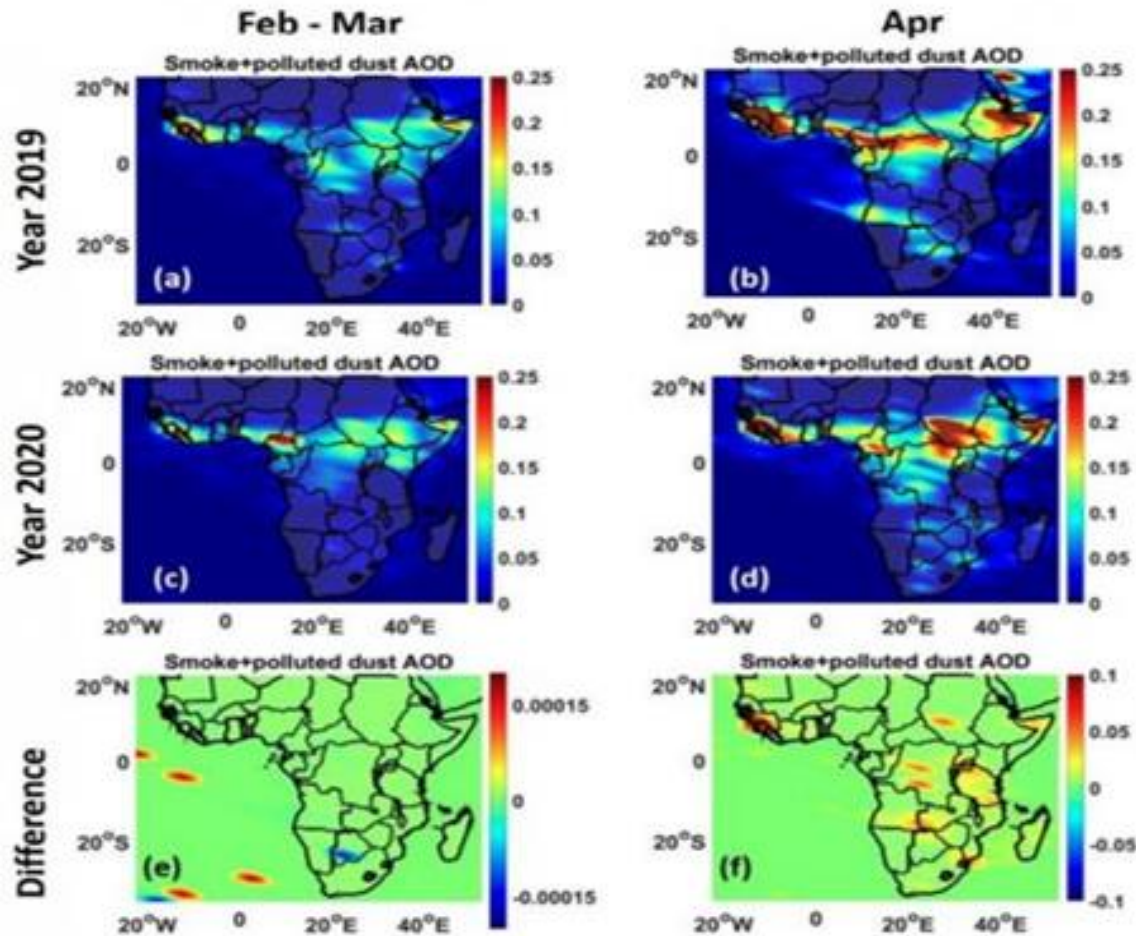 Feb - Mar
Apr
Year 2019
Smoke+polluted dust AOD
20°N
0
20°S
(a)
20°W
0
20°E
40°E
0.25
0.2
0.15
0.1
0.05
0
Smoke+polluted dust AOD
20°N
0
20°S
(b)
20°W
0
20°E
40°E
0.25
0.2
0.15
0.1
0.05
0
Year 2020
Smoke+polluted dust AOD
20°N
0
20°S
(c)
20°W
0
20°E
40°E
0.25
0.2
0.15
0.1
0.05
0
Smoke+polluted dust AOD
20°N
0
20°S
(d)
20°W
0
20°E
40°E
0.25
0.2
0.15
0.1
0.05
0
Difference
Smoke+polluted dust AOD
20°N
0
20°S
(e)
20°W
0
20°E
40°E
0.00015
0
-0.00015
Smoke+polluted dust AOD
20°N
0
20°S
(f)
20°W
0
20°E
40°E
0.1
0.05
0
-0.05
-0.1